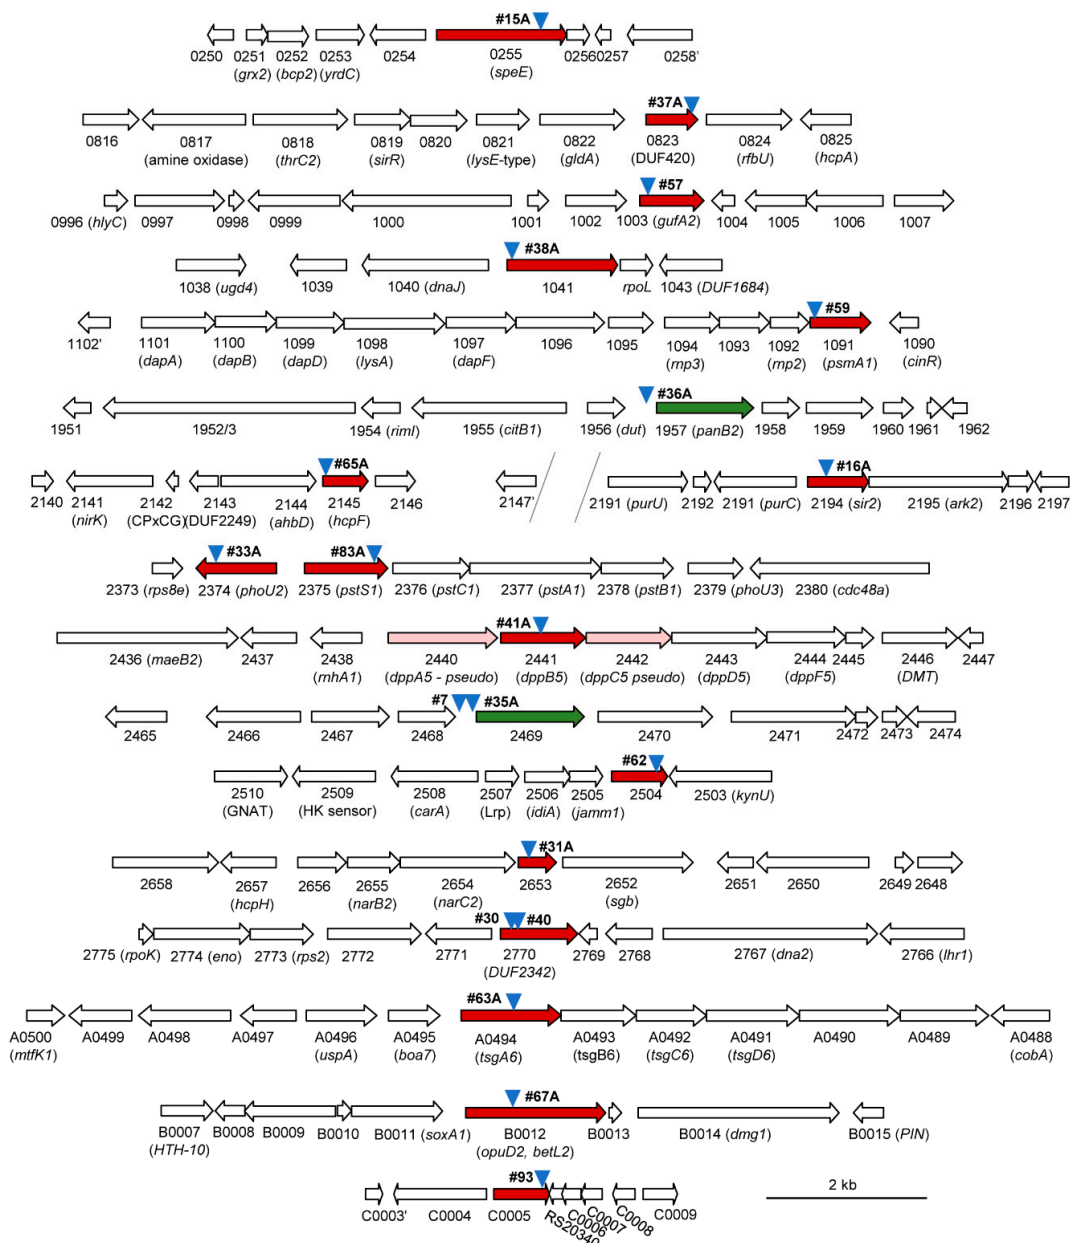 #15A
0250 0251 0252 0253 0254 0255 0256 0257 0258'
(grx2) (bcp2) (yrdC) (speE)
#37A
0816 0817 0818 0819 0820 0821 0822 0823 0824 0825
(amine oxidase) (thrC2) (sirR) (lysE-type) (gldA) (DUF420) (rfbU) (hcpA)
#57
0996 (hlyC) 0997 0998 0999 1000 1001 1002 1003 (gufA2) 1004 1005 1006 1007
#38A
1038 (ugd4) 1039 1040 (dnaJ) 1041 rpoL 1043 (DUF1684)
#59
1102' 1101 1100 1099 1098 1097 1096 1095 1094 1093 1092 1091 1090
(dapA) (dapB) (dapD) (lysA) (dapF) (rnp3) (rnp2) (psmA1) (cinR)
#36A
1951 1952/3 1954 (rimI) 1955 (citB1) 1956 (dut) 1957 (panB2) 1958 1959 1960 1961 1962
#65A #16A
2140 2141 2142 2143 2144 2145 2146 2147' 2191 (purU) 2192 2191 (purC) 2194 (sir2) 2195 (ark2) 2196 2197
(nirK) (CPxCG) (DUF2249) (ahbD) (hcpF)
#33A #83A
2373 (rps8e) 2374 (phoU2) 2375 (pstS1) 2376 (pstC1) 2377 (pstA1) 2378 (pstB1) 2379 (phoU3) 2380 (cdc48a)
#41A
2436 (maeB2) 2437 2438 2440 2441 2442 2443 2444 2445 2446 2447
(rnhA1) (dppA5 - pseudo) (dppB5) (dppC5 pseudo) (dppD5) (dppF5) (DMT)
#7 #35A
2465 2466 2467 2468 2469 2470 2471 2472 2473 2474
#62
2510 2509 2508 2507 2506 2505 2504 2503 (kynU)
(GNAT) (HK sensor) (carA) (Lrp) (idiA) (jamm1)
#31A
2658 2657 2656 2655 2654 2653 2652 2651 2650 2649 2648
(hcpH) (narB2) (narC2) (sgb)
#30 #40
2775 (rpoK) 2774 (eno) 2773 (rps2) 2772 2771 2770 2769 2768 2767 (dna2) 2766 (lhr1)
(DUF2342)
#63A
A0500 A0499 A0498 A0497 A0496 A0495 A0494 A0493 A0492 A0491 A0490 A0489 A0488
(mtfK1) (uspA) (boa7) (tsgA6) (tsgB6) (tsgC6) (tsgD6) (cobA)
#67A
B0007 B0008 B0009 B0010 B0011 (soxA1) B0012 B0013 B0014 (dmg1) B0015 (PIN)
(HTH-10) (opuD2, betL2)
#93
C0003' C0004 C0005 RS20340 C0006 C0007 C0008 C0009
2 kb